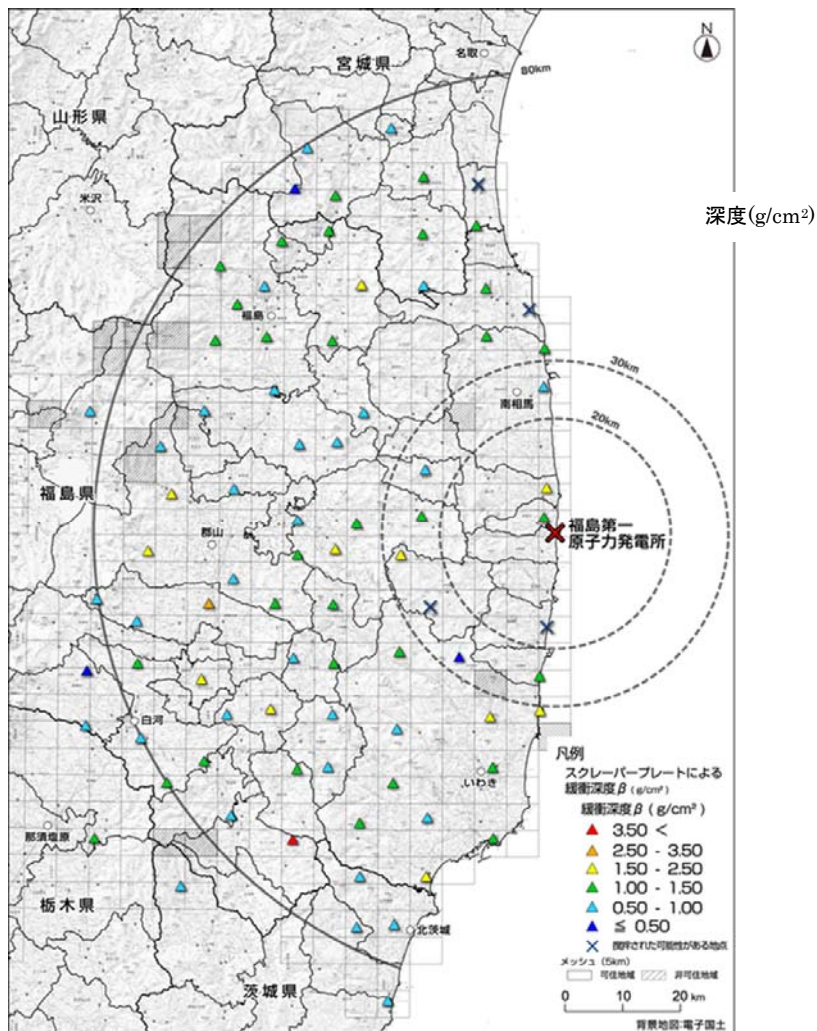 N
名取
宮城県
80km
山形県
米沢
深度(g/cm²)
福島
30km
南相馬
20km
福島県
福島第一
原子力発電所
郡山
白河
凡例
スクレーパープレートによる
緩衝深度β (g/cm²)
いわき
緩衝深度β (g/cm²)
3.50 <
那須塩原
2.50 - 3.50
1.50 - 2.50
1.00 - 1.50
0.50 - 1.00
栃木県
北茨城
≦ 0.50
攪拌された可能性がある地点
メッシュ (5km)
可住地域 非可住地域
茨城県
0 10 20 km
背景地図:電子国土